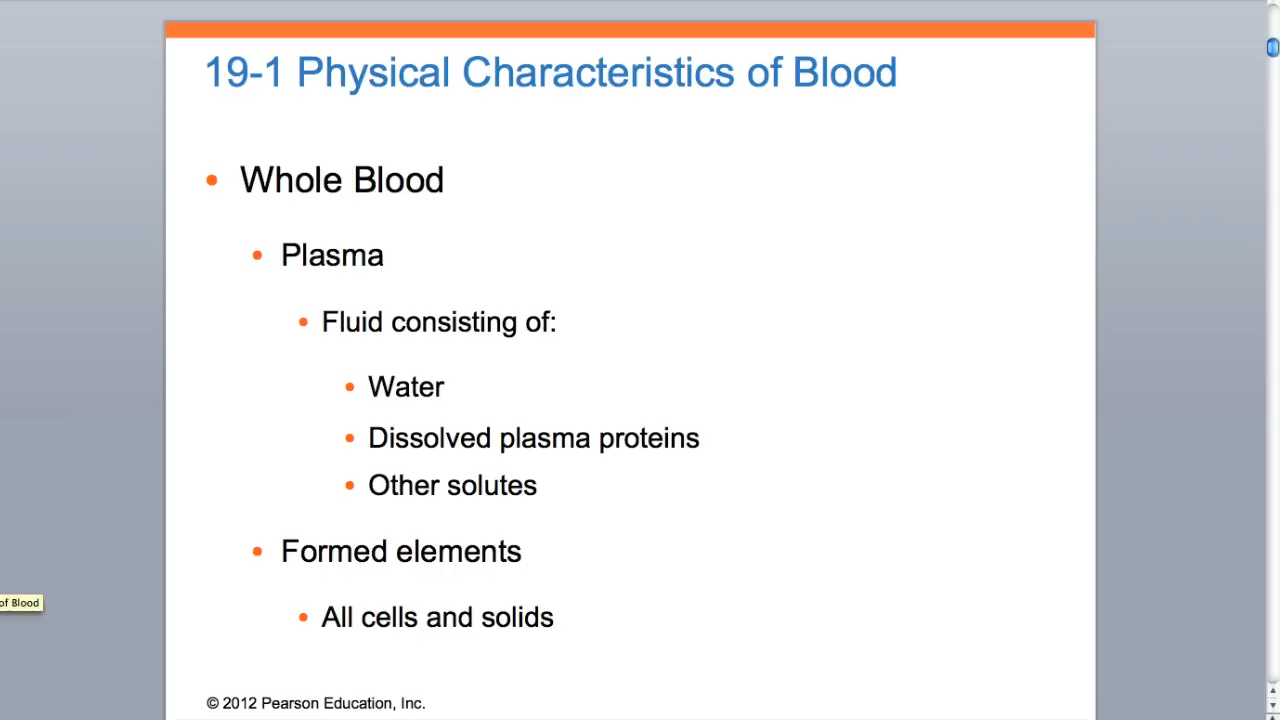 19-1 Physical Characteristics of Blood
• Whole Blood
• Plasma
• Fluid consisting of:
• Water
• Dissolved plasma proteins
• Other solutes
• Formed elements
• All cells and solids
of Blood
© 2012 Pearson Education, Inc.